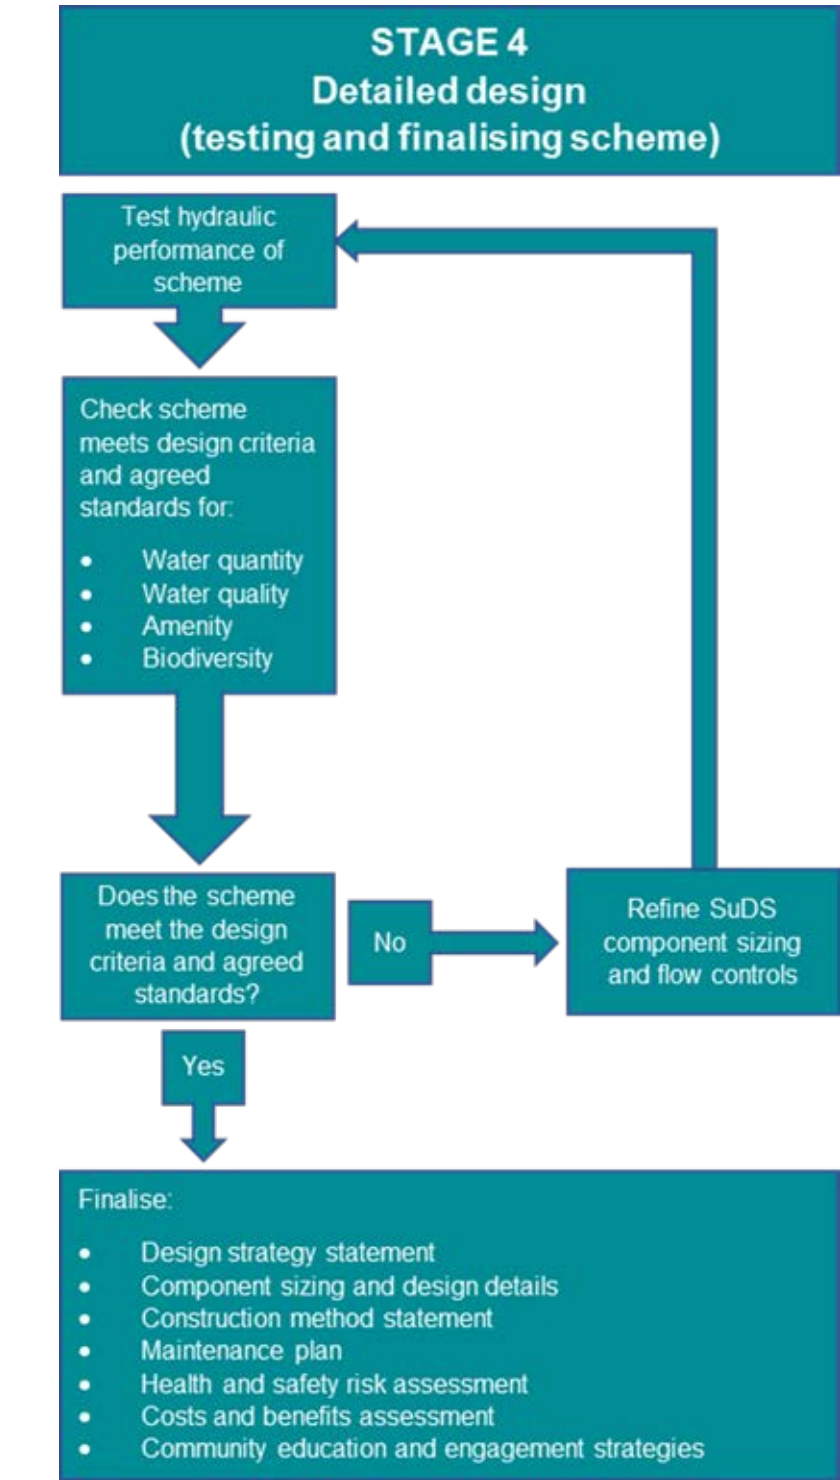 STAGE 4
Detailed design
(testing and finalising scheme)
Test hydraulic
performance of
scheme
Check scheme
meets design criteria
and agreed
standards for:
• Water quantity
• Water quality
• Amenity
• Biodiversity
Does the scheme
meet the design
criteria and agreed
standards?
No
Refine SuDS
component sizing
and flow controls
Yes
Finalise:
• Design strategy statement
• Component sizing and design details
• Construction method statement
• Maintenance plan
• Health and safety risk assessment
• Costs and benefits assessment
• Community education and engagement strategies